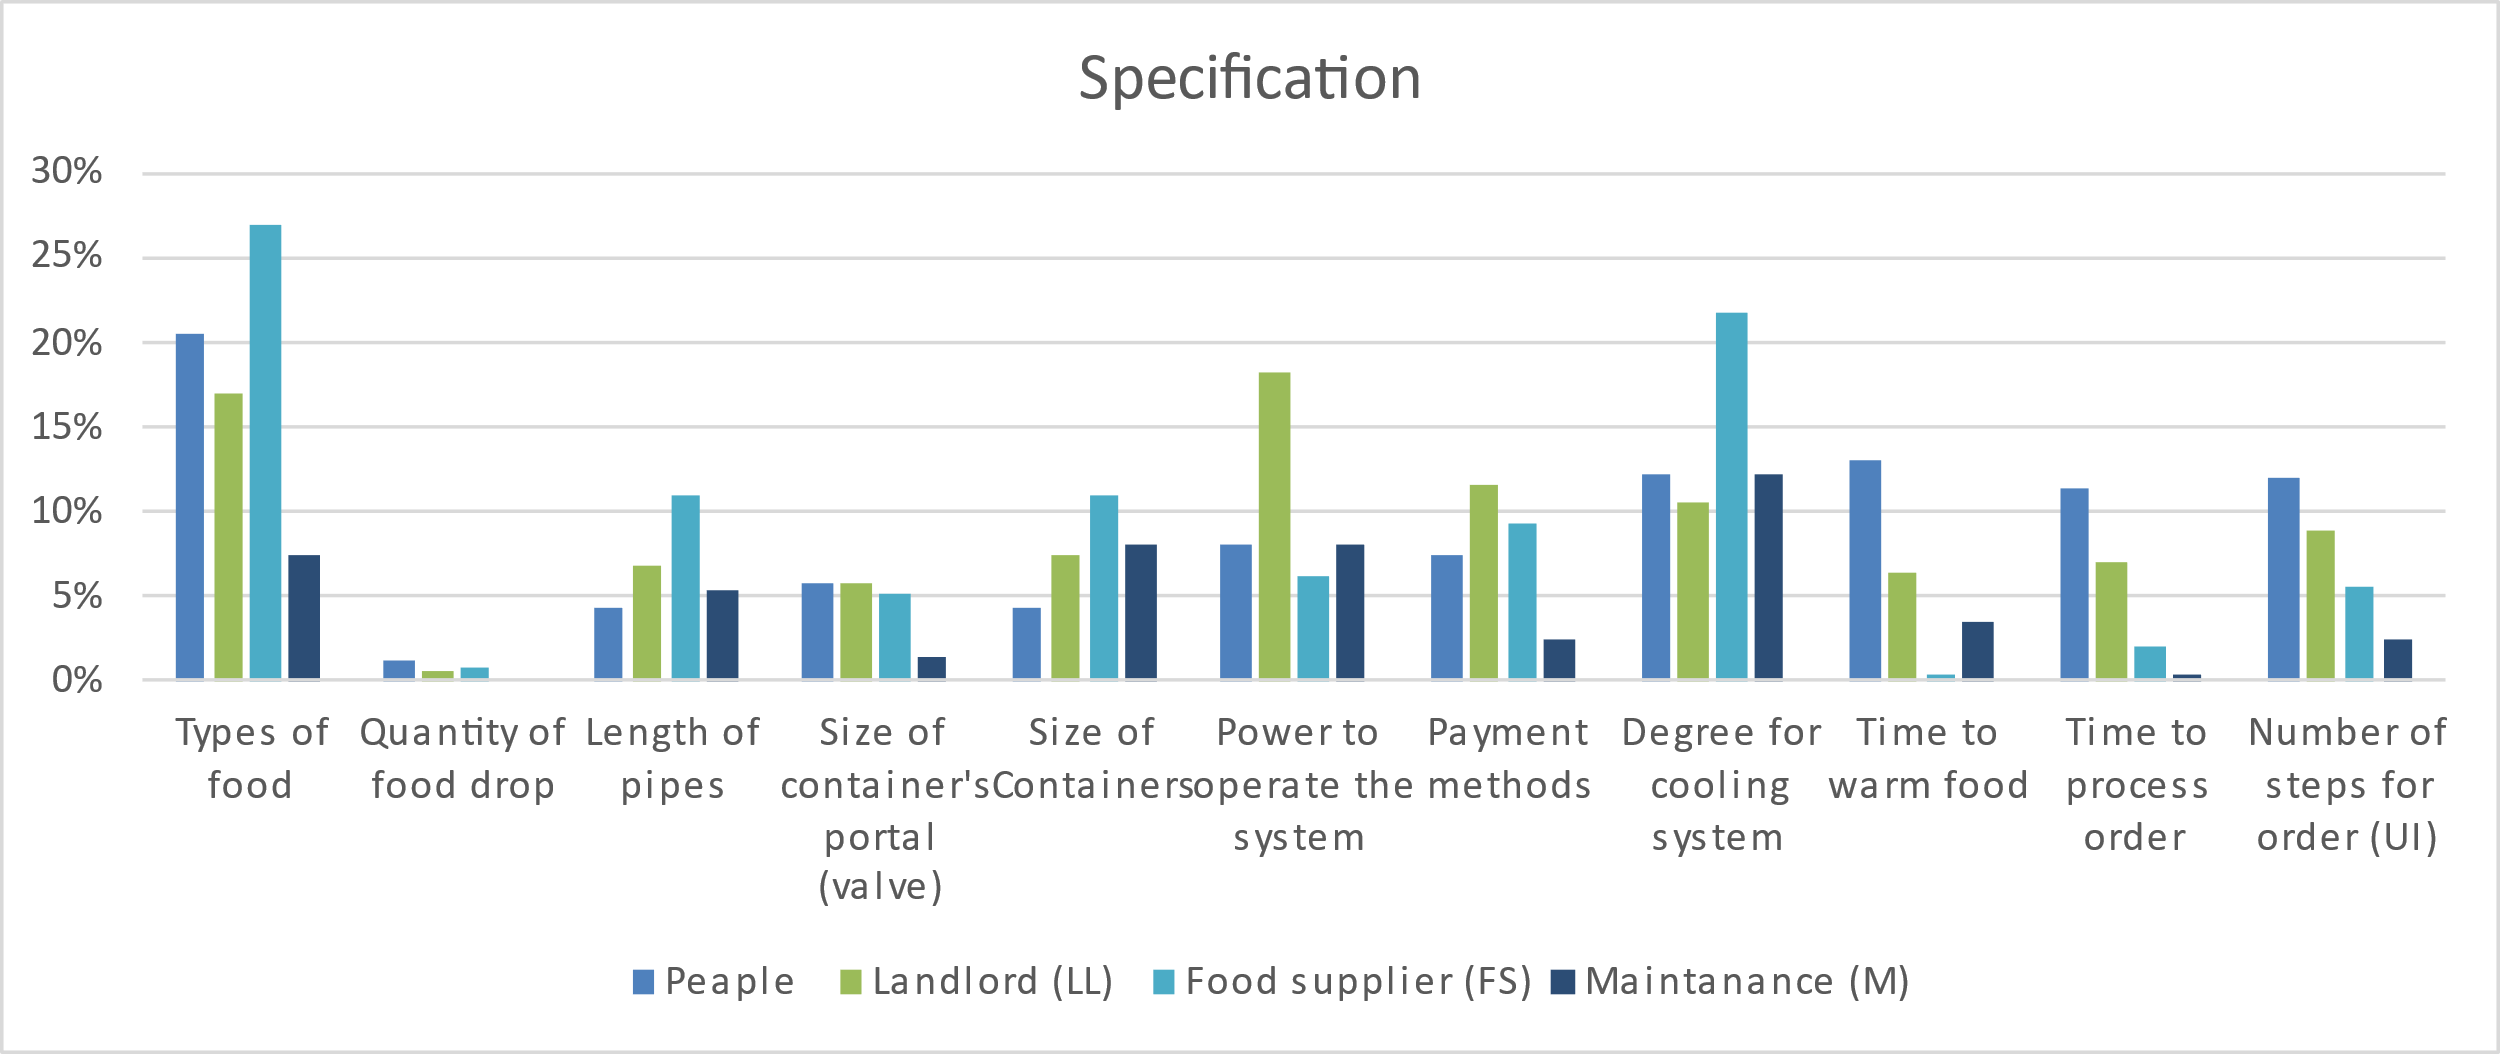 Specification
30%
25%
20%
15%
10%
5%
0%
Types of
food
Quantity of
food drop
Length of
pipes
Size of
container's
portal
(valve)
Size of
Containers
Power to
operate the
system
Payment
methods
Degree for
cooling
system
Time to
warm food
Time to
process
order
Number of
steps for
order (UI)
Peaple
Landlord (LL)
Food supplier (FS)
Maintanance (M)